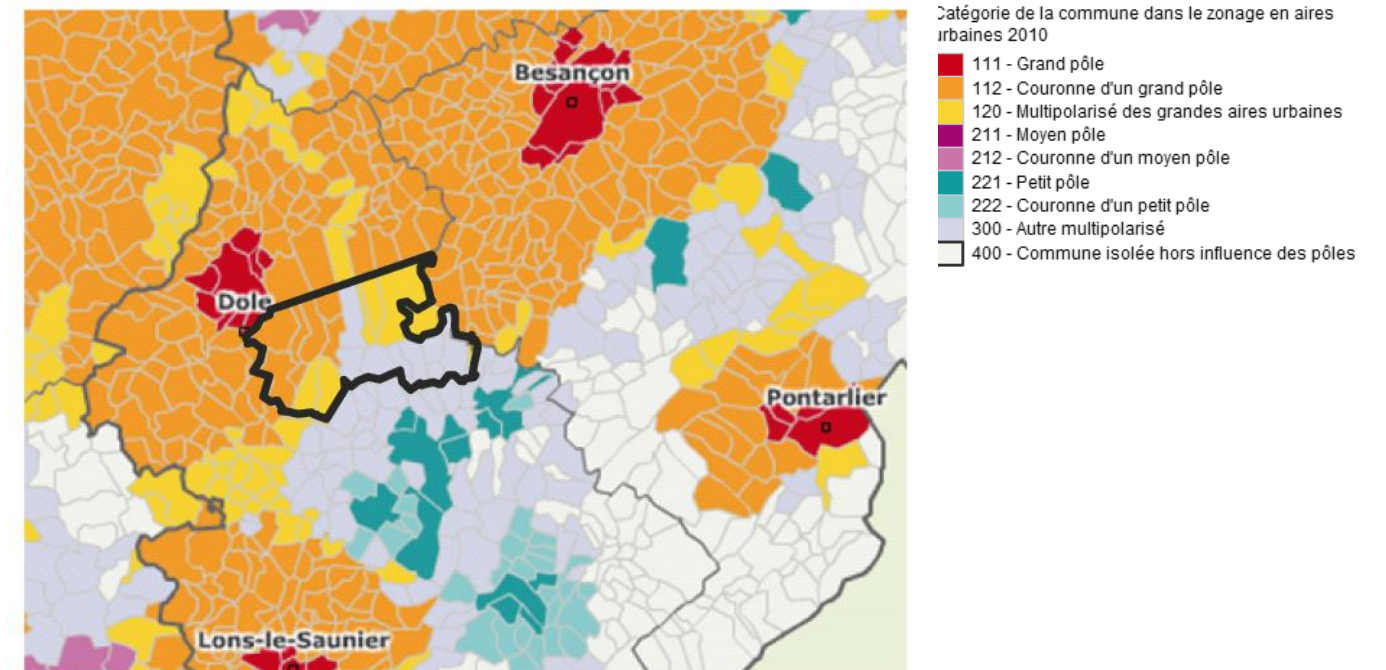 Besançon
Dole
Pontarlier
Lons-le-Saunier
Catégorie de la commune dans le zonage en aires
urbaines 2010
111 - Grand pôle
112 - Couronne d'un grand pôle
120 - Multipolarisé des grandes aires urbaines
211 - Moyen pôle
212 - Couronne d'un moyen pôle
221 - Petit pôle
222 - Couronne d'un petit pôle
300 - Autre multipolarisé
400 - Commune isolée hors influence des pôles